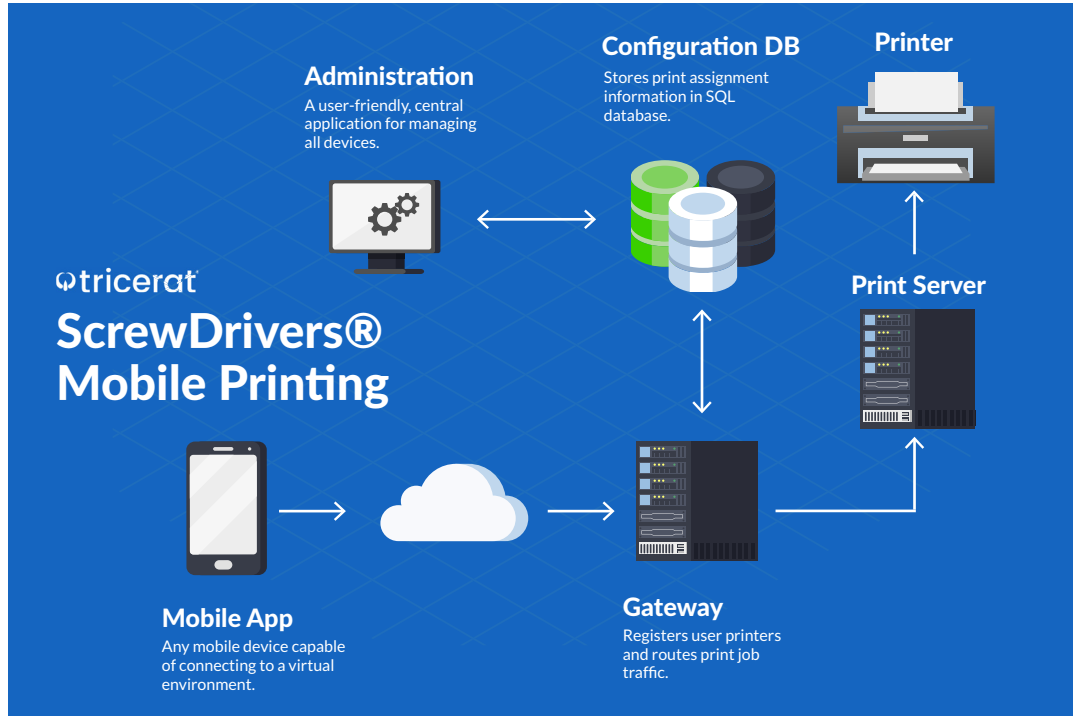 Configuration DB
Stores print assignment
information in SQL
database.
Printer
Administration
A user-friendly, central
application for managing
all devices.
tricerat
ScrewDrivers®
Mobile Printing
Print Server
Mobile App
Any mobile device capable
of connecting to a virtual
environment.
Gateway
Registers user printers
and routes print job
traffic.